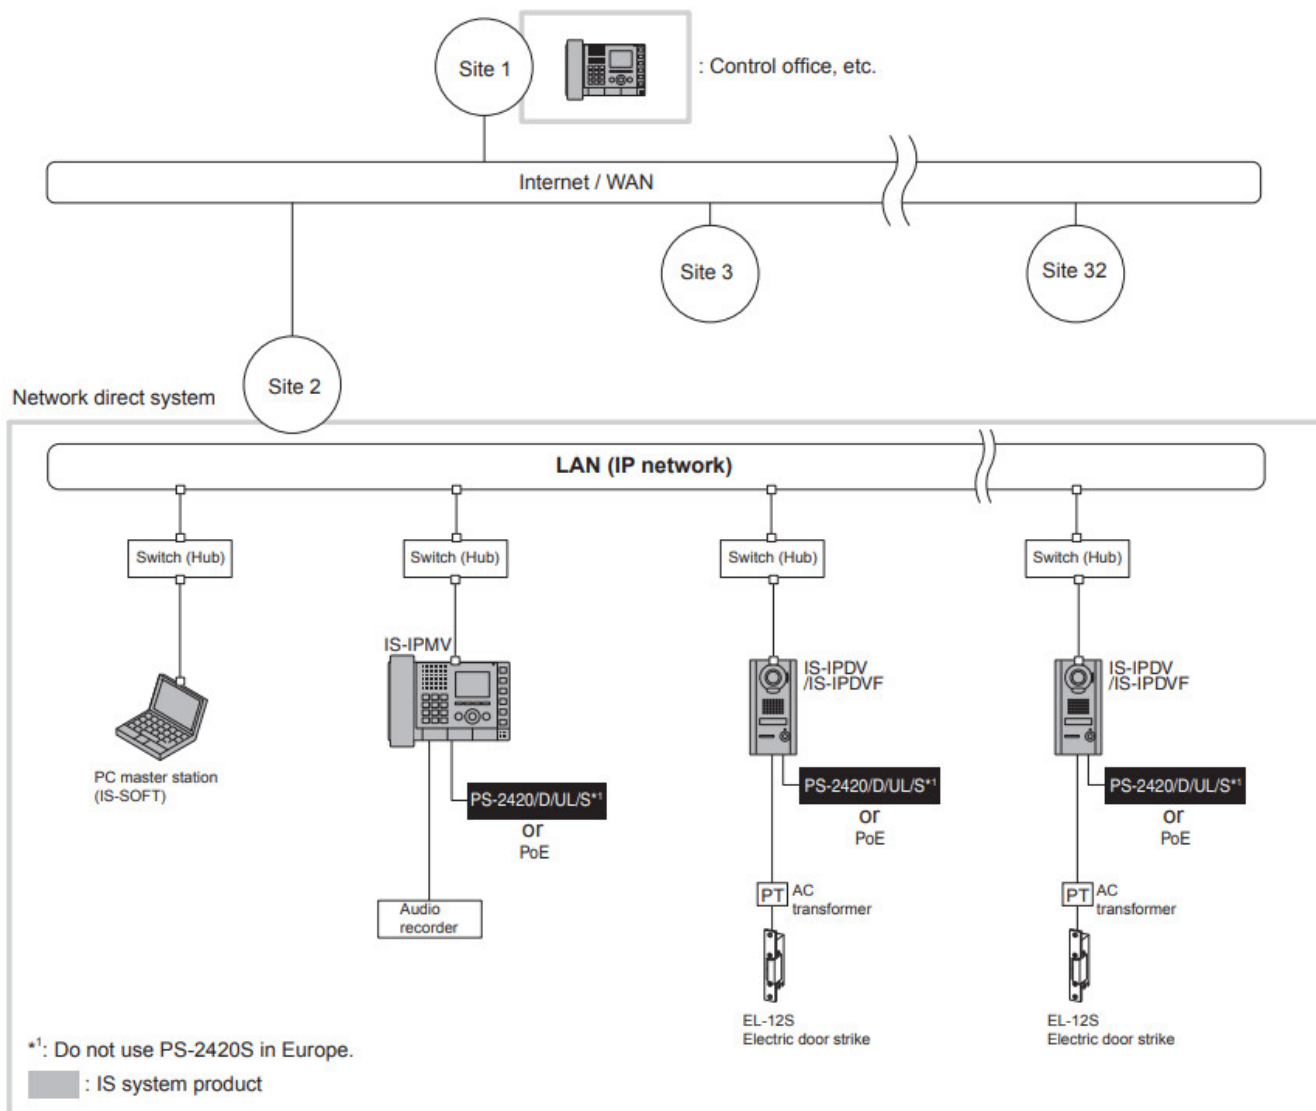 Site 1
: Control office, etc.
Internet / WAN
Site 3
Site 32
Site 2
Network direct system
LAN (IP network)
Switch (Hub)
Switch (Hub)
Switch (Hub)
Switch (Hub)
IS-IPMV
IS-IPDV
/IS-IPDVF
IS-IPDV
/IS-IPDVF
PC master station
(IS-SOFT)
PS-2420/D/UL/S*1
or
PoE
PS-2420/D/UL/S*1
or
PoE
PS-2420/D/UL/S*1
or
PoE
Audio
recorder
PT
AC
transformer
PT
AC
transformer
EL-12S
Electric door strike
EL-12S
Electric door strike
*1: Do not use PS-2420S in Europe.
: IS system product